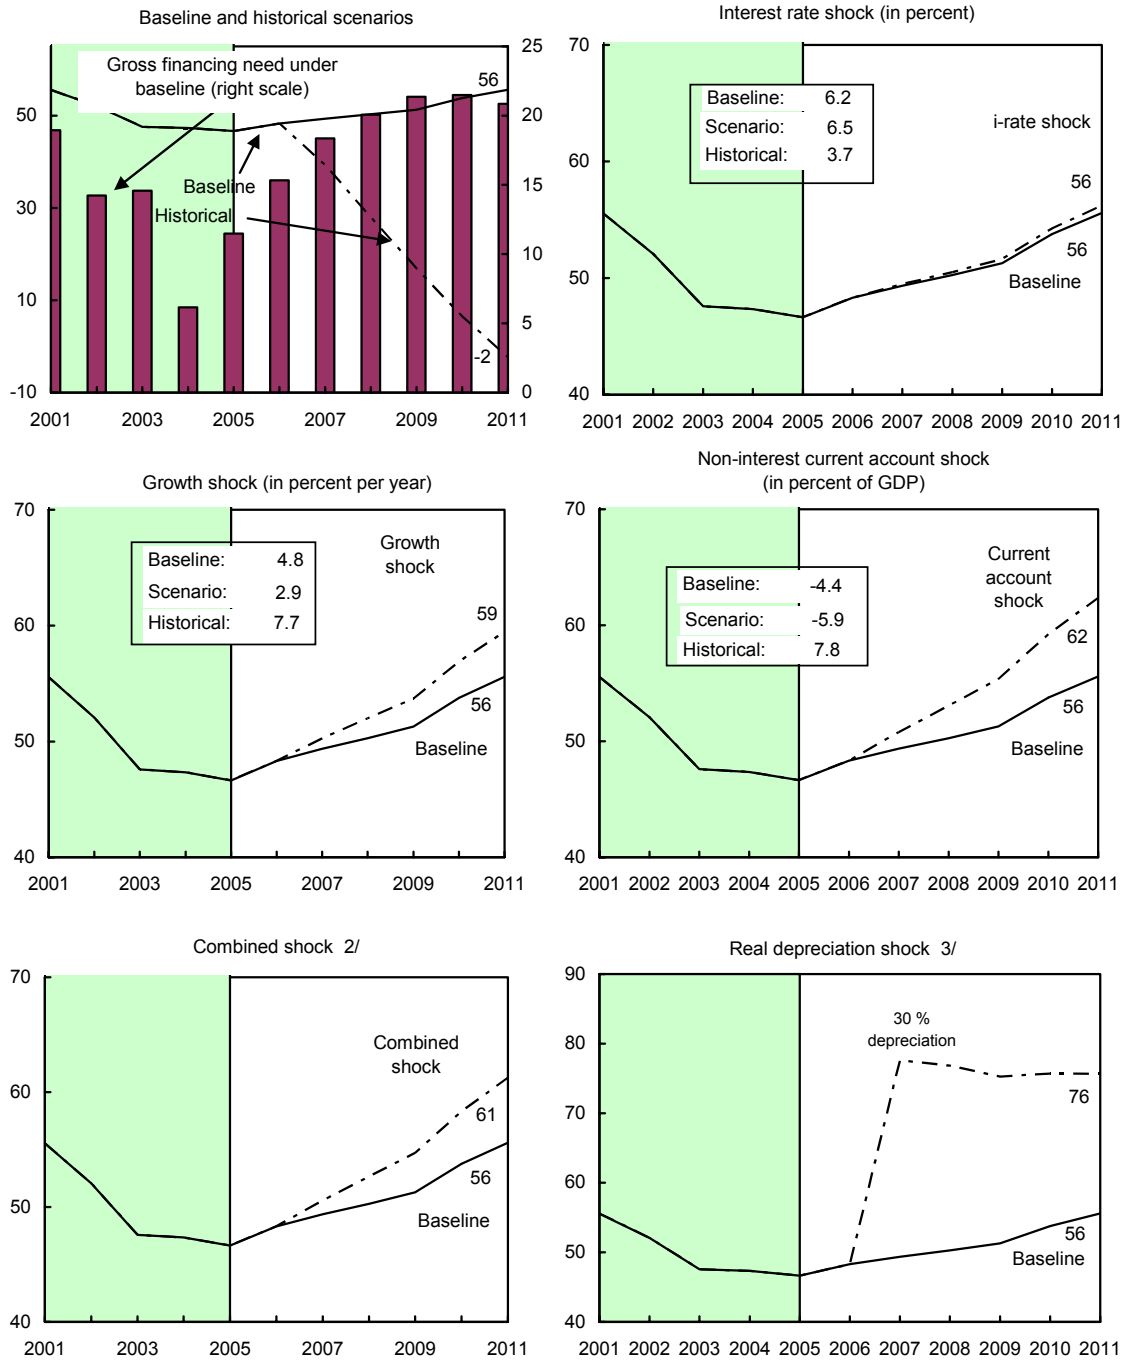 Baseline and historical scenarios
Gross financing need under
baseline (right scale)
56
Baseline
Historical
-2
50
30
10
-10
25
20
15
10
5
0
2001 2003 2005 2007 2009 2011
Interest rate shock (in percent)
70
60
50
40
Baseline: 6.2
Scenario: 6.5
Historical: 3.7
i-rate shock
56
56
Baseline
2001 2002 2003 2004 2005 2006 2007 2008 2009 2010 2011
Growth shock (in percent per year)
70
60
50
40
Baseline: 4.8
Scenario: 2.9
Historical: 7.7
Growth
shock
59
56
Baseline
2001 2003 2005 2007 2009 2011
Non-interest current account shock
(in percent of GDP)
70
60
50
40
Baseline: -4.4
Scenario: -5.9
Historical: 7.8
Current
account
shock
62
56
Baseline
2001 2002 2003 2004 2005 2006 2007 2008 2009 2010 2011
Combined shock 2/
70
60
50
40
Combined
shock
61
56
Baseline
2001 2003 2005 2007 2009 2011
Real depreciation shock 3/
90
80
70
60
50
40
30 %
depreciation
76
56
Baseline
2001 2002 2003 2004 2005 2006 2007 2008 2009 2010 2011